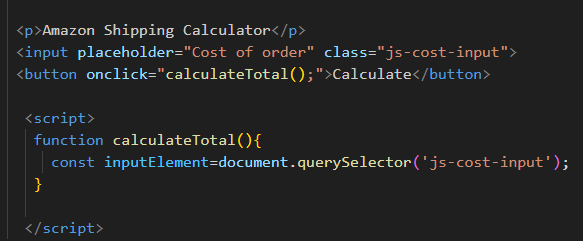 <p>Amazon Shipping Calculator</p>
<input placeholder="Cost of order" class="js-cost-input">
<button onclick="calculateTotal();">Calculate</button>
<script>
function calculateTotal(){
const inputElement=document.querySelector('js-cost-input');
}
</script>